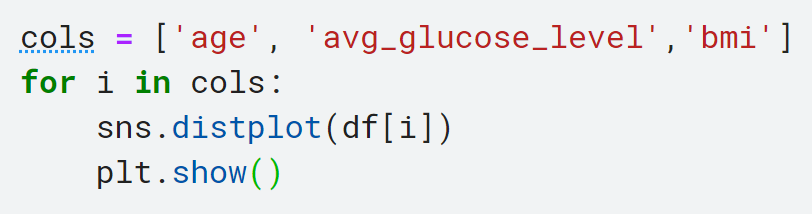 cols = ['age', 'avg_glucose_level','bmi']
for i in cols:
    sns.distplot(df[i])
    plt.show()